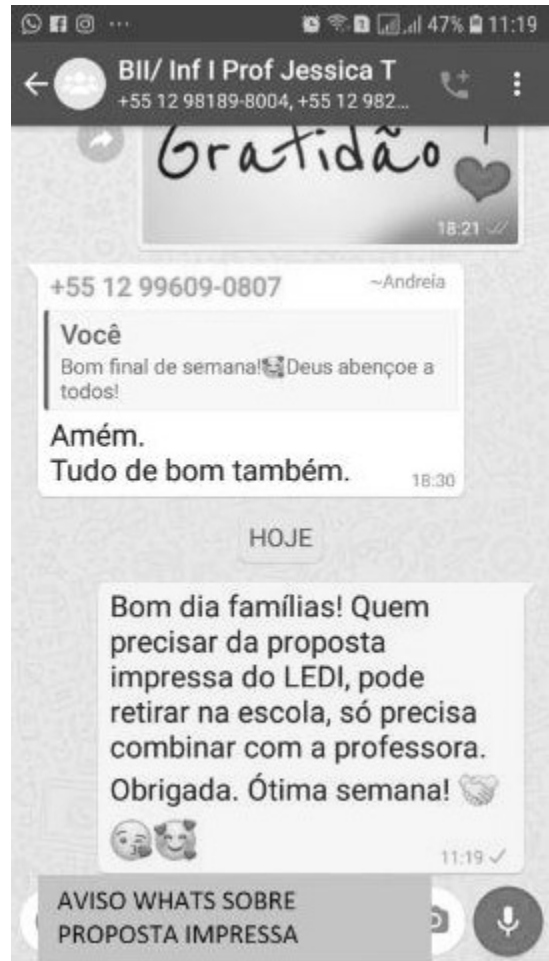 47% 11:19
BII/ Inf I Prof Jessica T
+55 12 98189-8004, +55 12 982...
Gratidão!
18:21
+55 12 99609-0807 ~Andreia
Você
Bom final de semana!🥰Deus abençoe a
todos!
Amém.
Tudo de bom também.
18:30
HOJE
Bom dia famílias! Quem
precisar da proposta
impressa do LEDI, pode
retirar na escola, só precisa
combinar com a professora.
Obrigada. Ótima semana! 🤝
😘🥰
11:19
AVISO WHATS SOBRE
PROPOSTA IMPRESSA